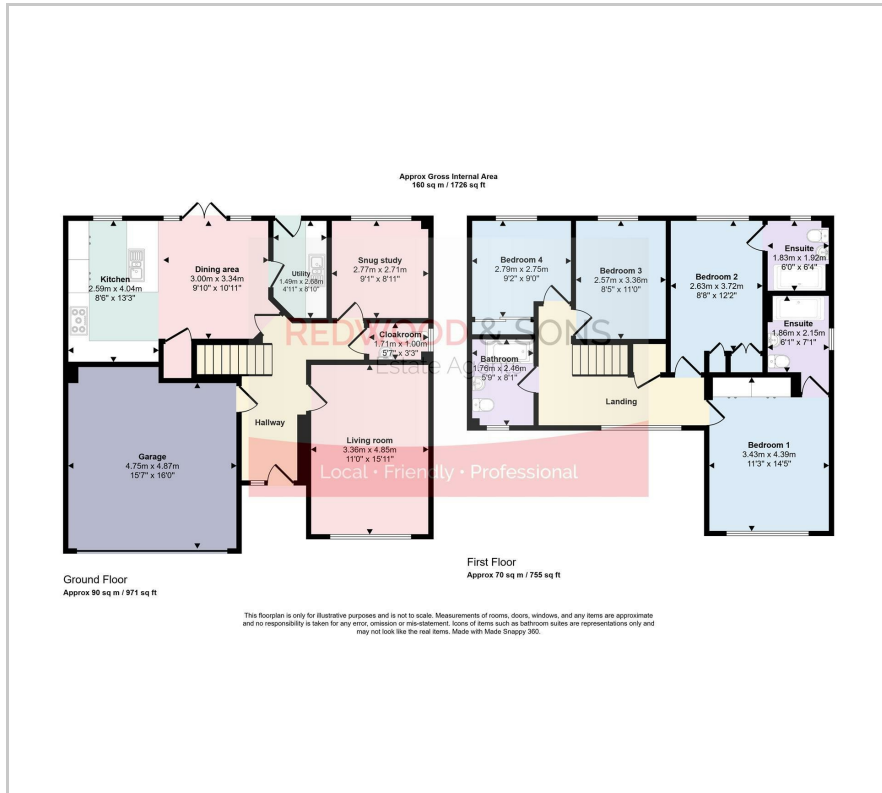 Approx Gross Internal Area
160 sq m / 1726 sq ft
Kitchen
2.59m x 4.04m
8'6" x 13'3"
Dining area
3.00m x 3.34m
9'10" x 10'11"
Utility
1.49m x 2.68m
4'11" x 8'10"
Snug study
2.77m x 2.71m
9'1" x 8'11"
Cloakroom
1.71m x 1.00m
5'7" x 3'3"
Garage
4.75m x 4.87m
15'7" x 16'0"
Hallway
Living room
3.36m x 4.85m
11'0" x 15'11"
Ground Floor
Approx 90 sq m / 971 sq ft
Bedroom 4
2.79m x 2.75m
9'2" x 9'0"
Bedroom 3
2.57m x 3.36m
8'5" x 11'0"
Bedroom 2
2.63m x 3.72m
8'8" x 12'2"
Ensuite
1.83m x 1.92m
6'0" x 6'4"
Ensuite
1.86m x 2.15m
6'1" x 7'1"
Bathroom
1.76m x 2.46m
5'9" x 8'1"
Landing
Bedroom 1
3.43m x 4.39m
11'3" x 14'5"
First Floor
Approx 70 sq m / 755 sq ft
REDWOOD & SONS
Estate Ag
Local • Friendly • Professional
This floorplan is only for illustrative purposes and is not to scale. Measurements of rooms, doors, windows, and any items are approximate
and no responsibility is taken for any error, omission or mis-statement. Icons of items such as bathroom suites are representations only and
may not look like the real items. Made with Made Snappy 360.